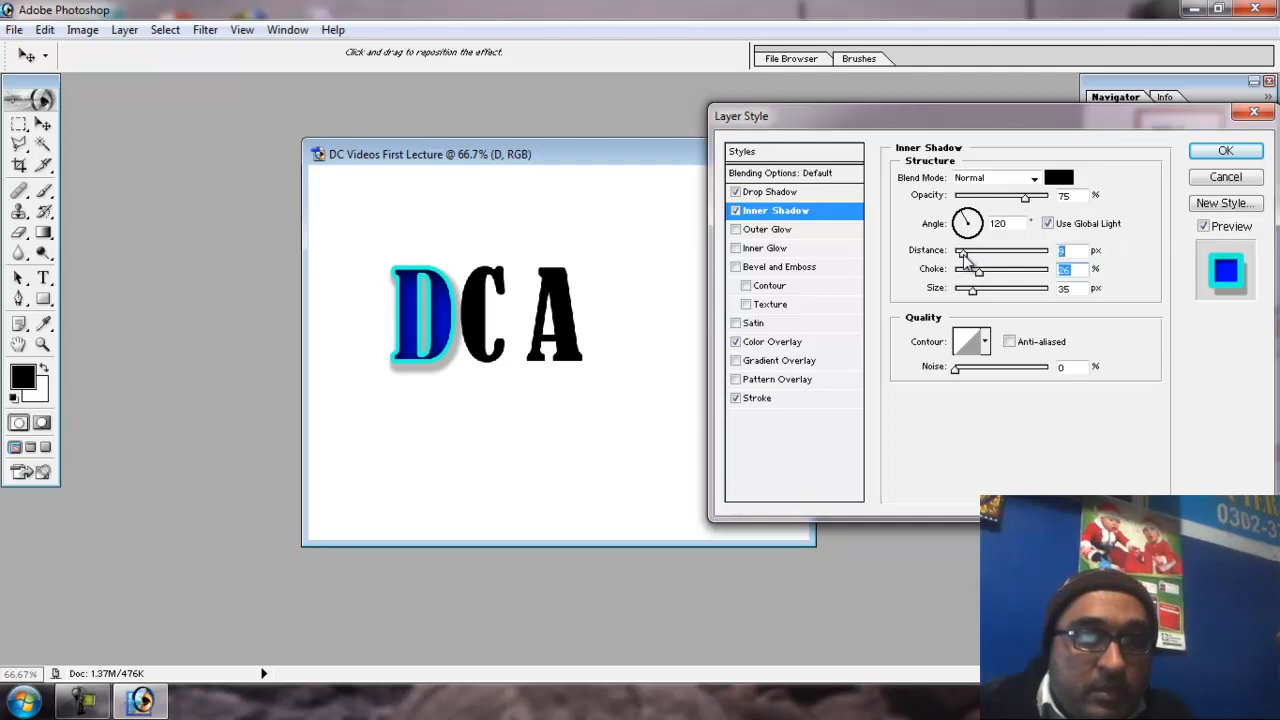 Adobe Photoshop
File Edit Image Layer Select Filter View Window Help
Click and drag to reposition the effect.
File Browser Brushes
Navigator Info
DC Videos First Lecture @ 66.7% (D, RGB)
D C A
Layer Style
Styles
Blending Options: Default
Drop Shadow
Inner Shadow
Outer Glow
Inner Glow
Bevel and Emboss
Contour
Texture
Satin
Color Overlay
Gradient Overlay
Pattern Overlay
Stroke
Inner Shadow
Structure
Blend Mode: Normal
Opacity: 75 %
Angle: 120 ° Use Global Light
Distance: 9 px
Choke: 26 %
Size: 35 px
Quality
Contour: Anti-aliased
Noise: 0 %
OK
Cancel
New Style...
Preview
66.67% Doc: 1.37M/476K
0302-3